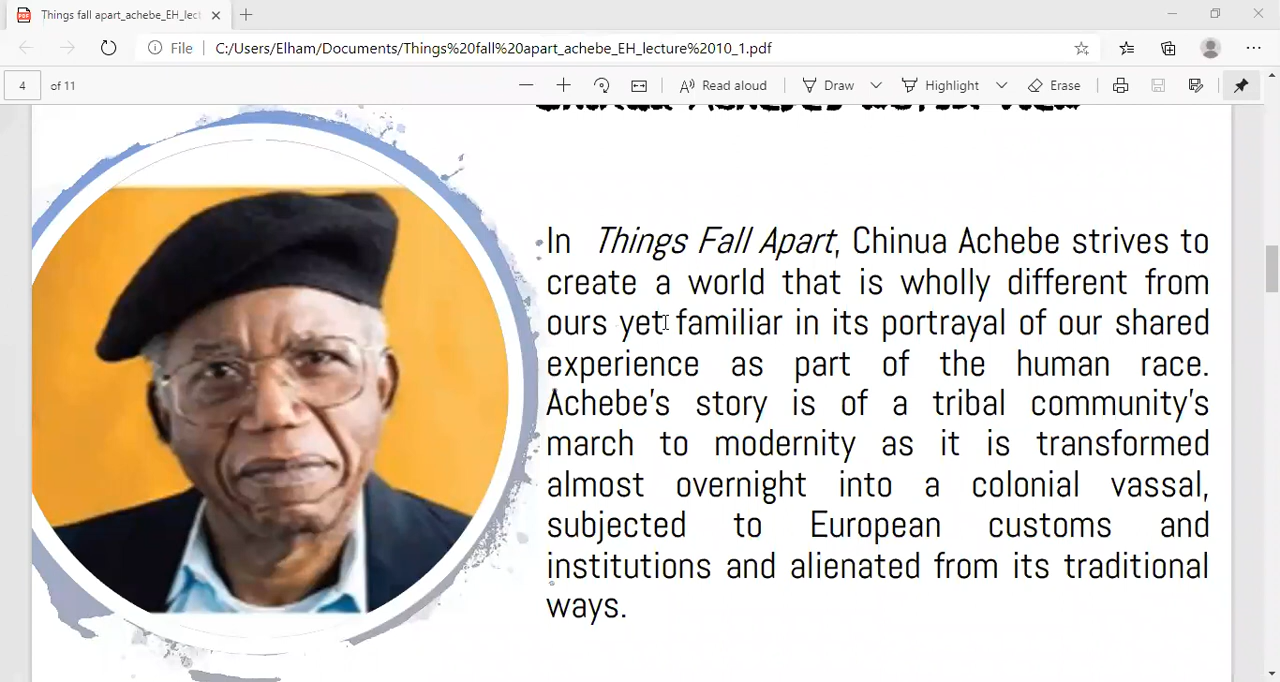 Things fall apart_achebe_EH_lect
File
C:/Users/Elham/Documents/Things%20fall%20apart_achebe_EH_lecture%2010_1.pdf
4 of 11
Read aloud
Draw
Highlight
Erase
In Things Fall Apart, Chinua Achebe strives to
create a world that is wholly different from
ours yet familiar in its portrayal of our shared
experience as part of the human race.
Achebe's story is of a tribal community's
march to modernity as it is transformed
almost overnight into a colonial vassal,
subjected to European customs and
institutions and alienated from its traditional
ways.